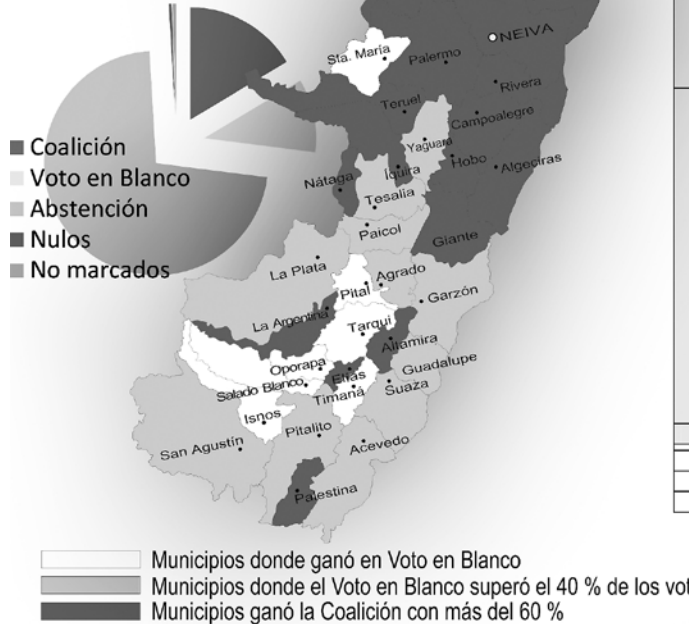 NEIVA
Sta. María
Palermo
Rivera
Teruel
Campoalegre
Yaguará
Coalición
Hobo
Algeciras
Íquira
Voto en Blanco
Nátaga
Tesalia
Abstención
Paicol
Giante
Nulos
La Plata
Agrado
No marcados
Pital
Garzón
La Argentina
Tarqui
Altamira
Oporapa
Guadalupe
Elías
Salado Blanco
Suaza
Timaná
Isnos
Pitalito
San Agustín
Acevedo
Palestina
Municipios donde ganó en Voto en Blanco
Municipios donde el Voto en Blanco superó el 40 % de los vot
Municipios ganó la Coalición con más del 60 %